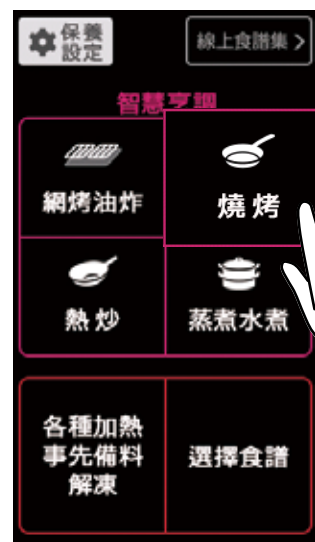 保養
設定
線上食譜集 >
智慧烹調
網烤油炸
燒烤
熱炒
蒸煮水煮
各種加熱
事先備料
解凍
選擇食譜